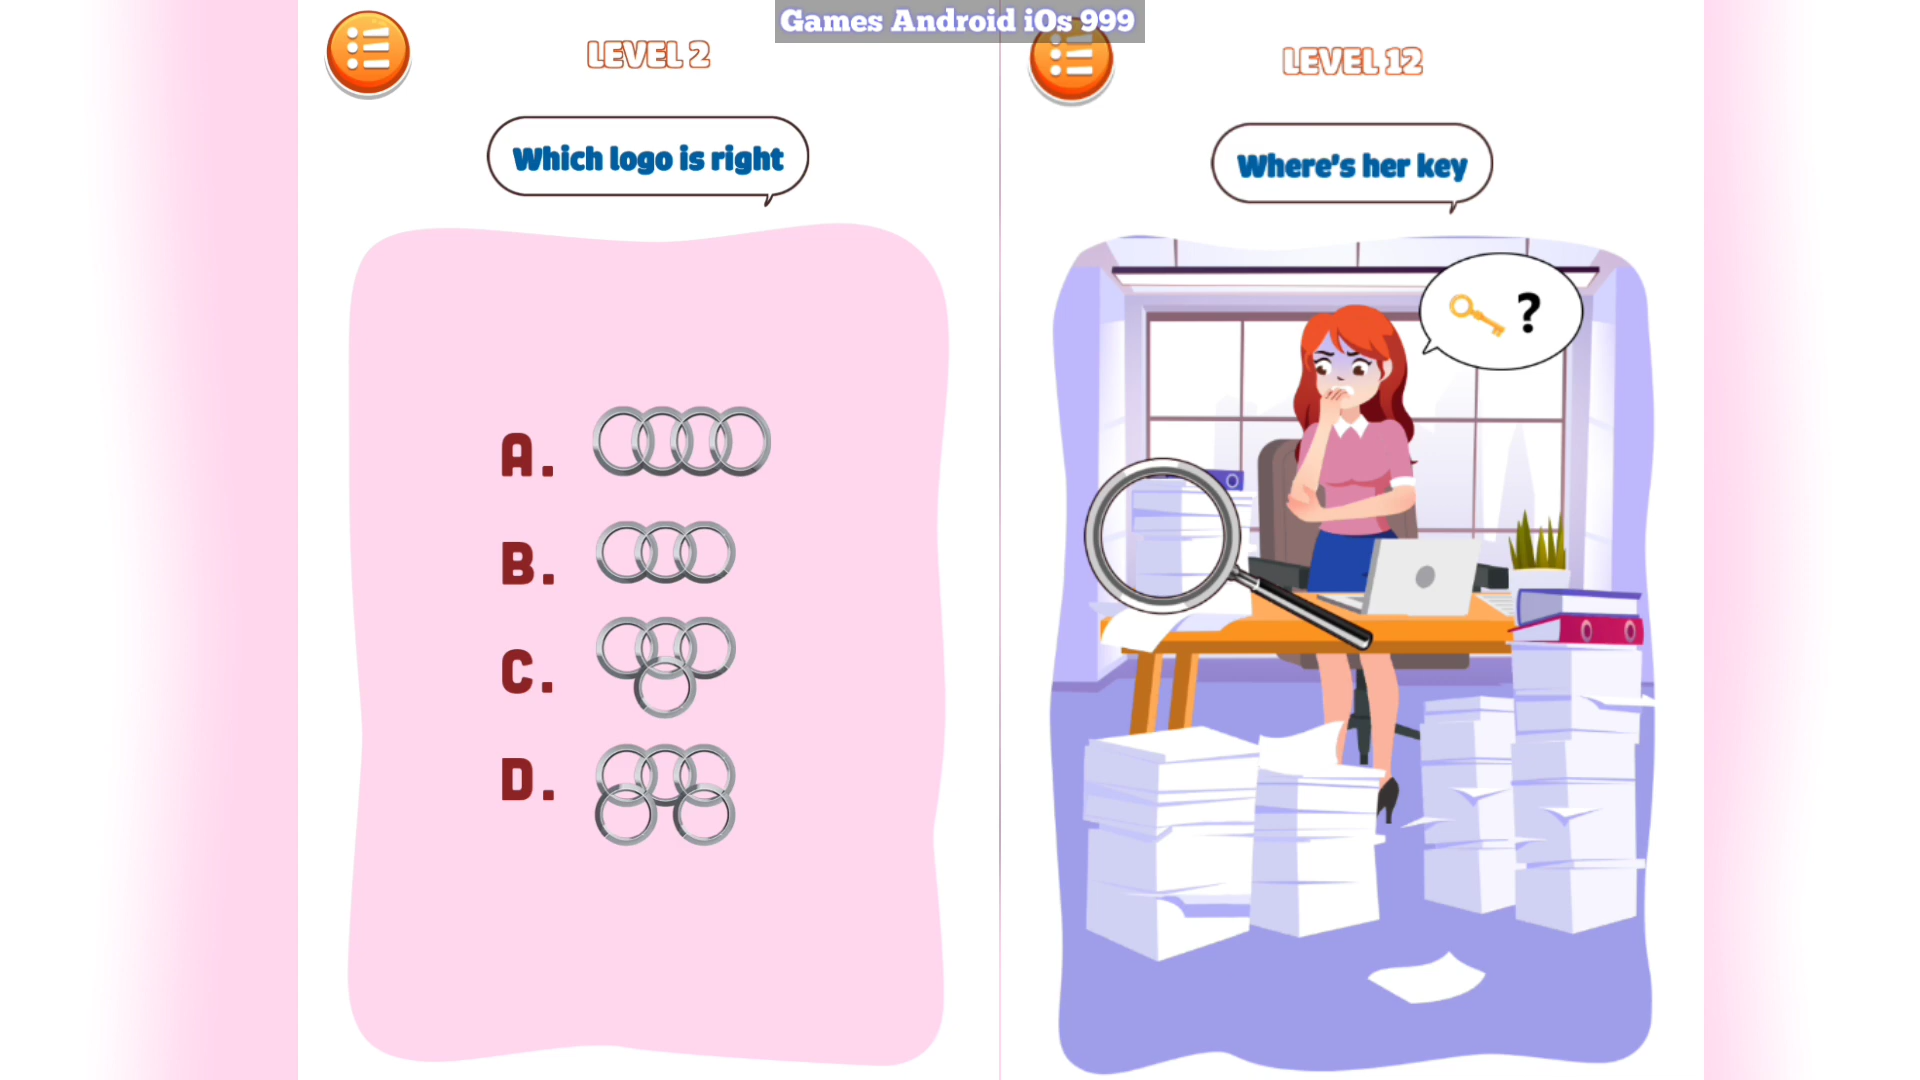 Games Android iOs 999
LEVEL 2
Which logo is right
A.
B.
C.
D.
LEVEL 12
Where's her key
?